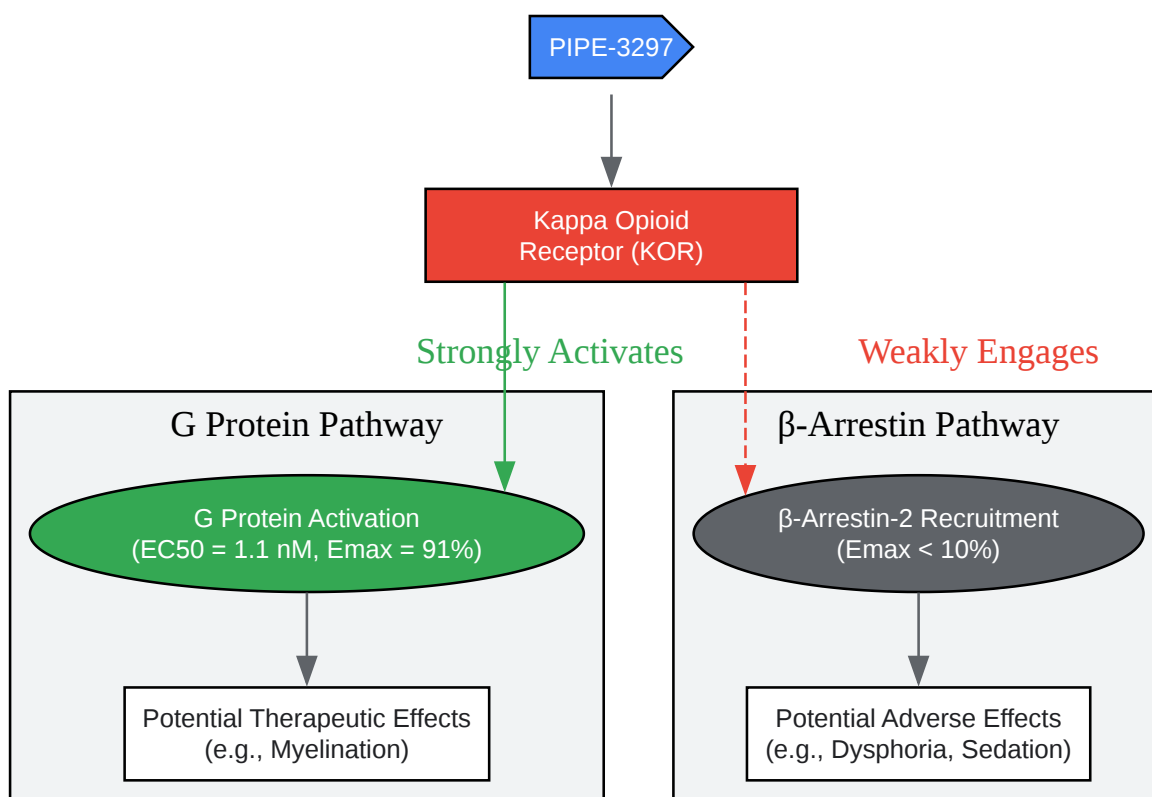 PIPE-3297
Kappa Opioid
Receptor (KOR)
Strongly Activates
Weakly Engages
G Protein Pathway
G Protein Activation
(EC50 = 1.1 nM, Emax = 91%)
Potential Therapeutic Effects
(e.g., Myelination)
β-Arrestin Pathway
β-Arrestin-2 Recruitment
(Emax < 10%)
Potential Adverse Effects
(e.g., Dysphoria, Sedation)